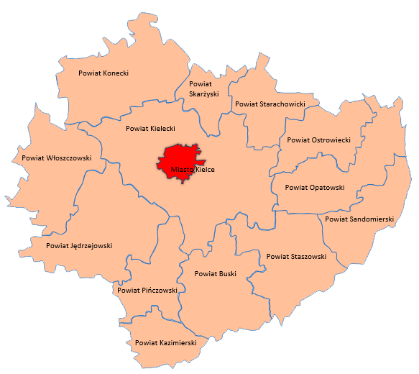 Powiat Konecki
Powiat
Skarżyski
Powiat Starachowicki
Powiat Kielecki
Powiat Ostrowiecki
Powiat Włoszczowski
Miasto Kielce
Powiat Opatowski
Powiat Sandomierski
Powiat Jędrzejowski
Powiat Staszowski
Powiat Buski
Powiat Pińczowski
Powiat Kazimierski